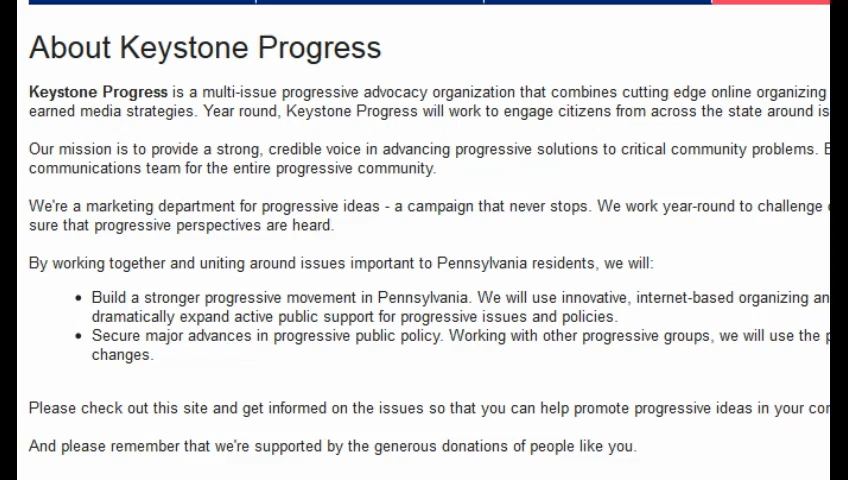 About Keystone Progress
Keystone Progress is a multi-issue progressive advocacy organization that combines cutting edge online organizing
earned media strategies. Year round, Keystone Progress will work to engage citizens from across the state around is
Our mission is to provide a strong, credible voice in advancing progressive solutions to critical community problems.
communications team for the entire progressive community.
We're a marketing department for progressive ideas - a campaign that never stops. We work year-round to challenge
sure that progressive perspectives are heard.
By working together and uniting around issues important to Pennsylvania residents, we will:
• Build a stronger progressive movement in Pennsylvania. We will use innovative, internet-based organizing an
dramatically expand active public support for progressive issues and policies.
• Secure major advances in progressive public policy. Working with other progressive groups, we will use the
changes.
Please check out this site and get informed on the issues so that you can help promote progressive ideas in your cor
And please remember that we're supported by the generous donations of people like you.